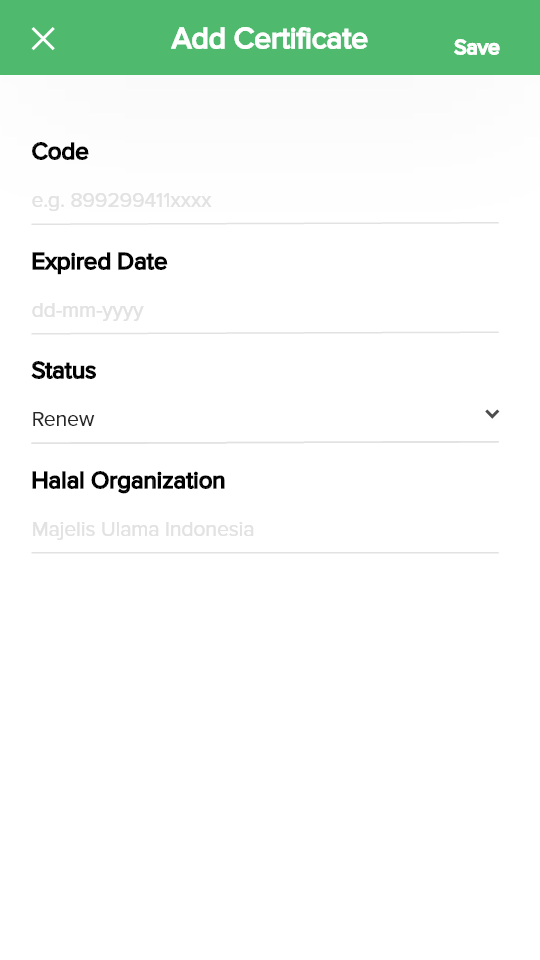 Add Certificate
Save
Code
e.g. 899299411xxxx
Expired Date
dd-mm-yyyy
Status
Renew
Halal Organization
Majelis Ulama Indonesia